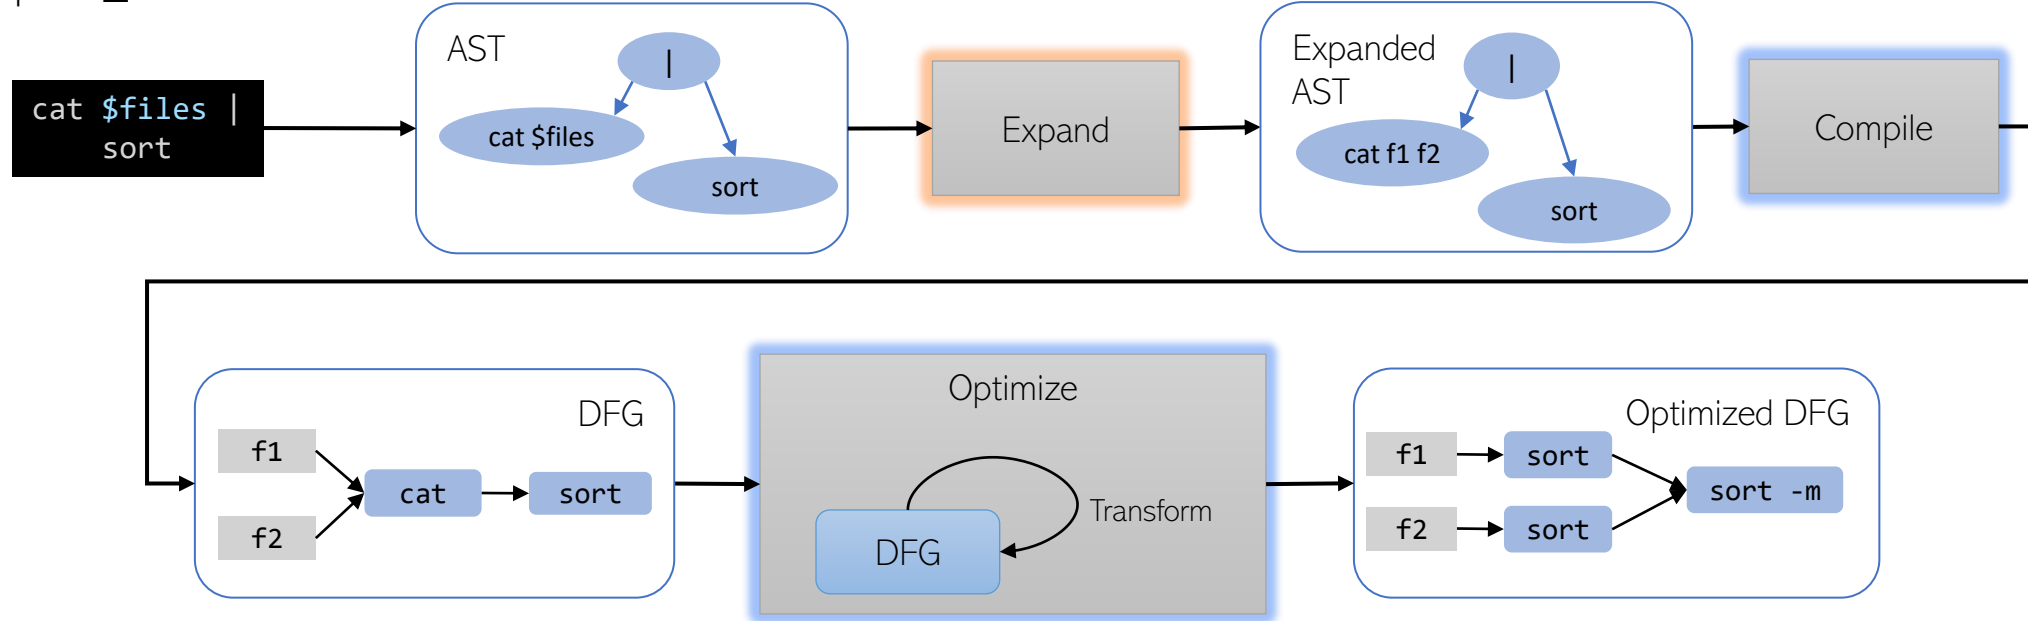 cat $files |
sort
AST
|
cat $files
sort
Expand
Expanded
AST
|
cat f1 f2
sort
Compile
DFG
f1
f2
cat
sort
Optimize
DFG
Transform
Optimized DFG
f1
sort
f2
sort
sort -m